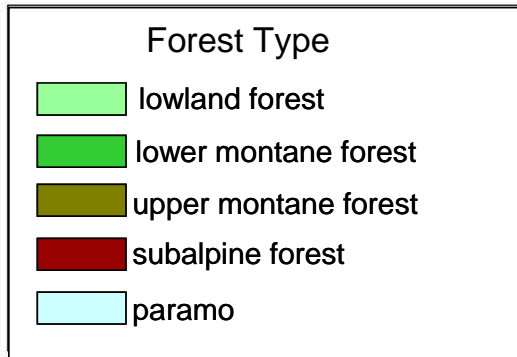 Forest Type
lowland forest
lower montane forest
upper montane forest
subalpine forest
paramo